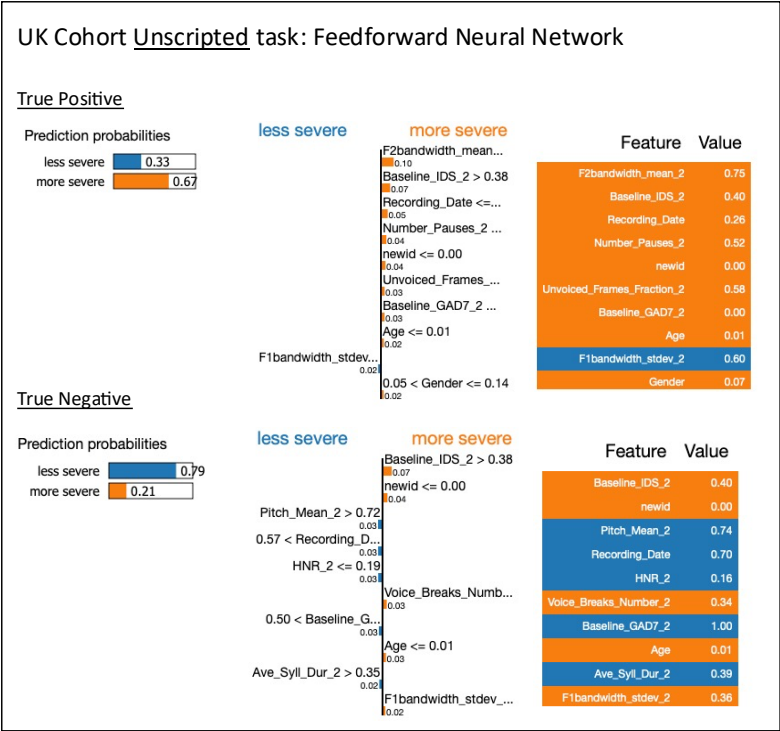 UK Cohort Unscripted task: Feedforward Neural Network
True Positive
Prediction probabilities
less severe 0.33
more severe 0.67
less severe more severe
F2bandwidth_mean...
0.10
Baseline_IDS_2 > 0.38
0.07
Recording_Date <=...
0.05
Number_Pauses_2 ...
0.04
newid <= 0.00
0.04
Unvoiced_Frames_...
0.03
Baseline_GAD7_2 ...
0.03
Age <= 0.01
0.02
F1bandwidth_stdev...
0.02
0.05 < Gender <= 0.14
0.02
Feature Value
F2bandwidth_mean_2 0.75
Baseline_IDS_2 0.40
Recording_Date 0.26
Number_Pauses_2 0.52
newid 0.00
Unvoiced_Frames_Fraction_2 0.58
Baseline_GAD7_2 0.00
Age 0.01
F1bandwidth_stdev_2 0.60
Gender 0.07
True Negative
Prediction probabilities
less severe 0.79
more severe 0.21
less severe more severe
Baseline_IDS_2 > 0.38
0.07
newid <= 0.00
0.04
Pitch_Mean_2 > 0.72
0.03
0.57 < Recording_D...
0.03
HNR_2 <= 0.19
0.03
Voice_Breaks_Numb...
0.03
0.50 < Baseline_G...
0.03
Age <= 0.01
0.03
Ave_Syll_Dur_2 > 0.35
0.02
F1bandwidth_stdev_...
0.02
Feature Value
Baseline_IDS_2 0.40
newid 0.00
Pitch_Mean_2 0.74
Recording_Date 0.70
HNR_2 0.16
Voice_Breaks_Number_2 0.34
Baseline_GAD7_2 1.00
Age 0.01
Ave_Syll_Dur_2 0.39
F1bandwidth_stdev_2 0.36